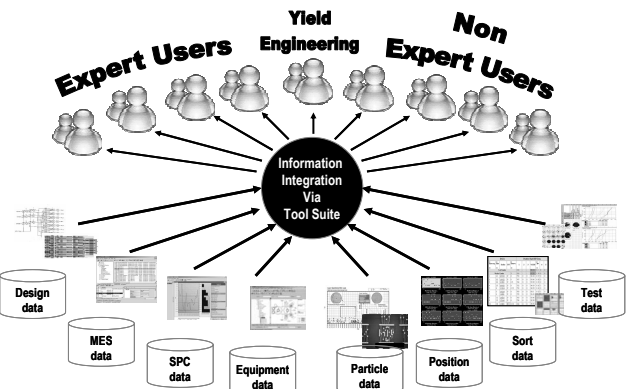 Yield
Engineering
Expert Users
Non
Expert Users
Information
Integration
Via
Tool Suite
Design
data
MES
data
SPC
data
Equipment
data
Particle
data
Position
data
Sort
data
Test
data